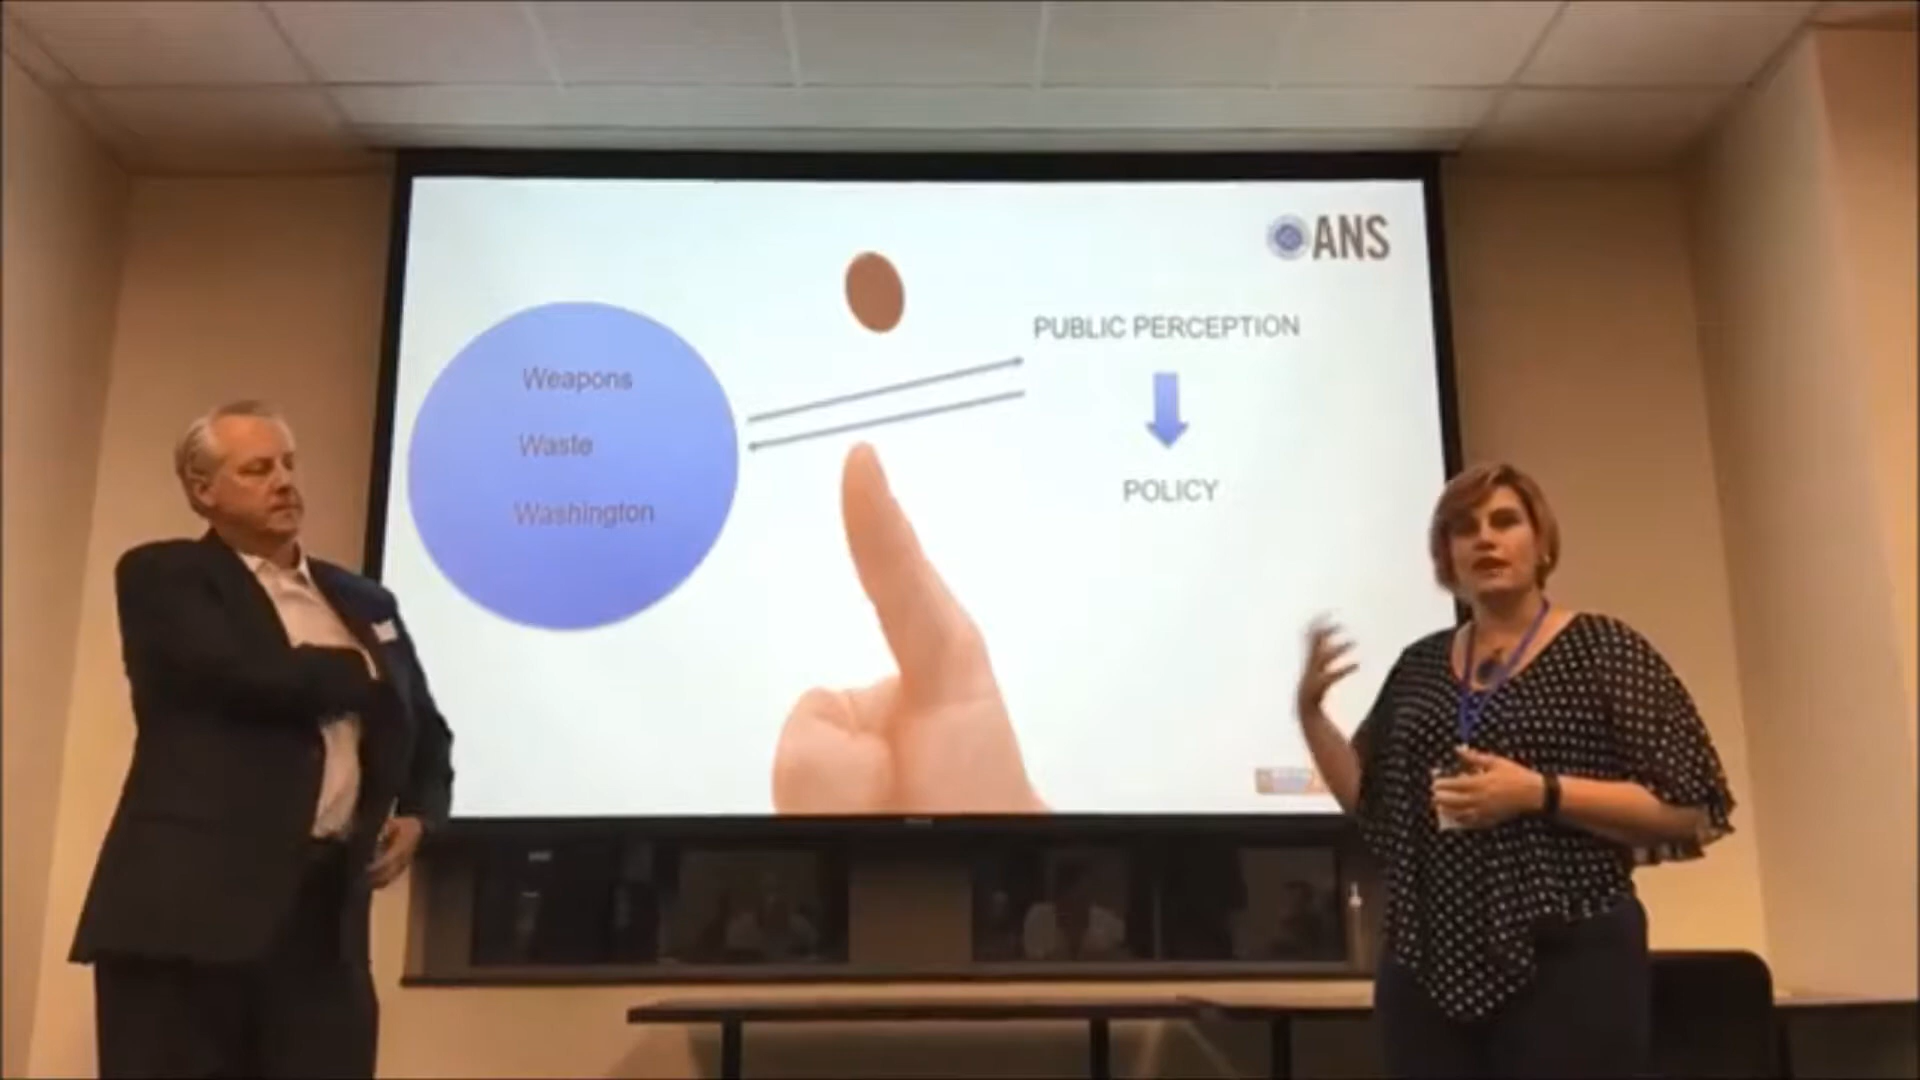 ANS
Weapons
Waste
Washington
PUBLIC PERCEPTION
POLICY